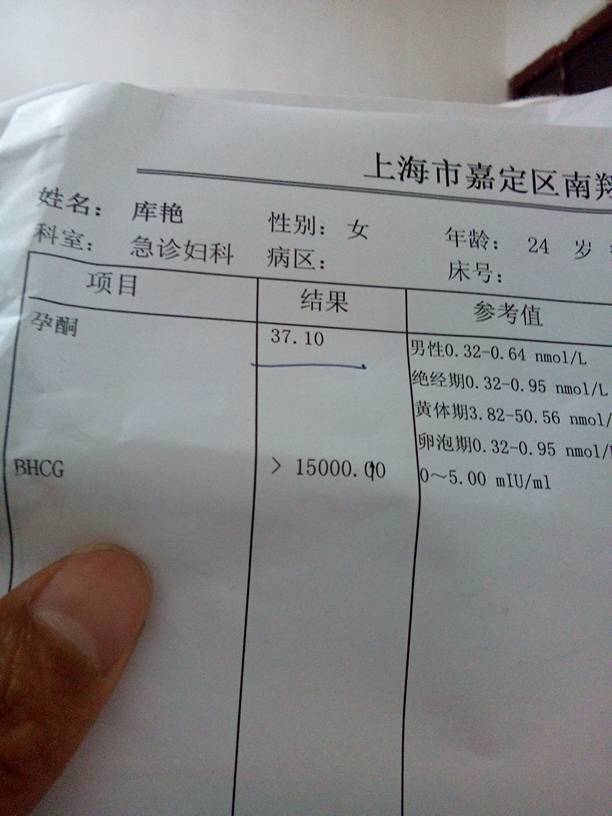 上海市嘉定区南翔
姓名： 库艳 性别： 女 年龄： 24 岁
科室： 急诊妇科 病区： 床号：
项目 结果 参考值
孕酮 37.10 男性0.32-0.64 nmol/L
绝经期0.32-0.95 nmol/L
黄体期3.82-50.56 nmol/
卵泡期0.32-0.95 nmol/
BHCG > 15000.00 0～5.00 mIU/ml